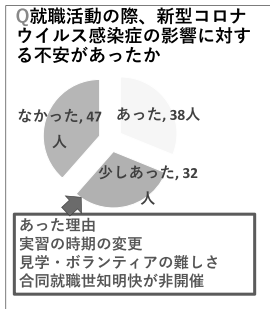 Q就職活動の際、新型コロナ
ウイルス感染症の影響に対す
る不安があったか
なかった, 47
人
あった, 38人
少しあった, 32
人
あった理由
実習の時期の変更
見学・ボランティアの難しさ
合同就職世知明快が非開催